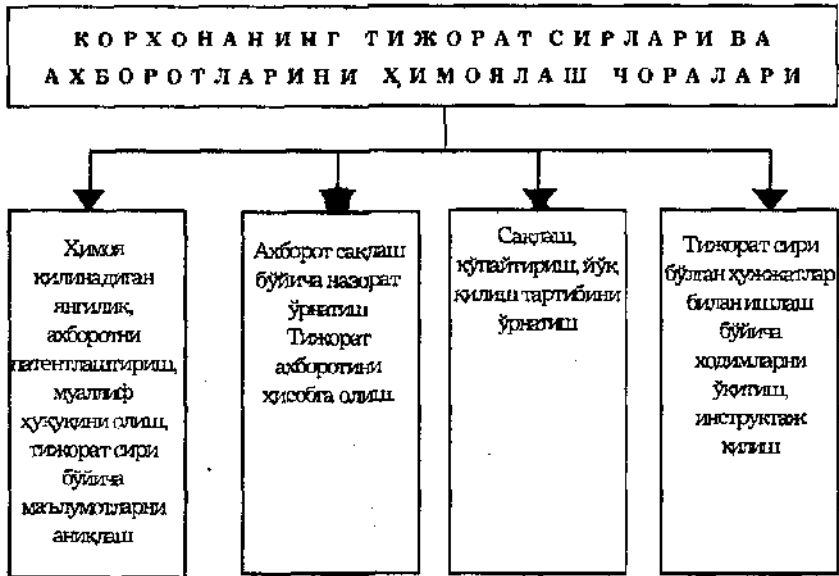 КОРХОНАНИНГ ТИЖОРАТ СИРЛАРИ ВА
АХБОРОТЛАРИНИ ҲИМОЯЛАШ ЧОРАЛАРИ
Ҳимоя
қилинадиган
янгилик,
ахборотни
патентлаштириш,
муаллиф
ҳуқуқини олиш,
тижорат сири
бўйича
маълумотларни
аниқлаш
Ахборот сақлаш
бўйича назорат
ўрнатиш
Тижорат
ахборотини
ҳисобга олиш.
Сақлаш,
кўпайтириш, йўқ
қилиш тартибини
ўрнатиш
Тижорат сири
бўлган ҳужжатлар
билан ишлаш
бўйича
ходимларни
ўқитиш,
инструктаж
қилиш